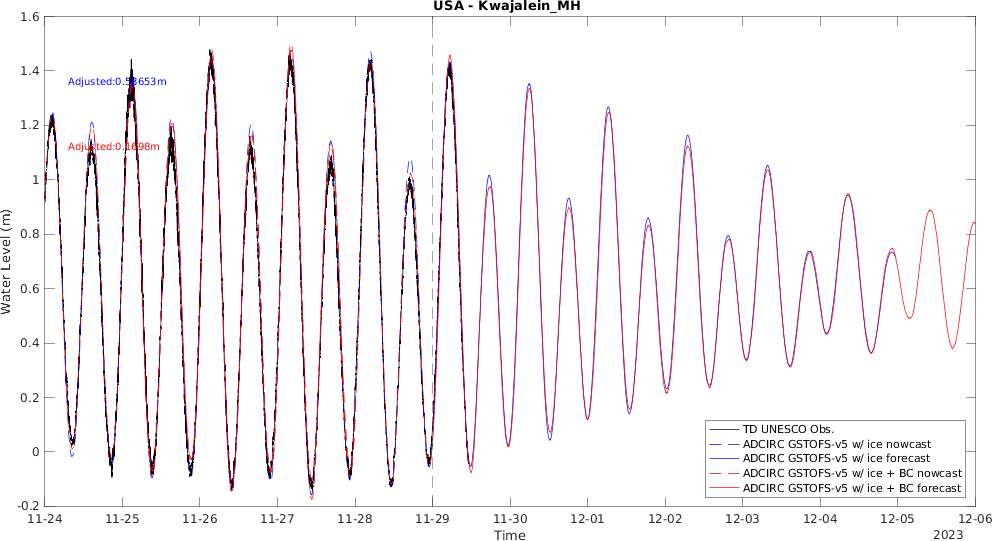 USA - Kwajalein_MH
1.6
1.4
1.2
1
0.8
0.6
0.4
0.2
0
-0.2
Water Level (m)
Adjusted:0.53653m
Adjusted:0.1698m
TD UNESCO Obs.
ADCIRC GSTOFS-v5 w/ ice nowcast
ADCIRC GSTOFS-v5 w/ ice forecast
ADCIRC GSTOFS-v5 w/ ice + BC nowcast
ADCIRC GSTOFS-v5 w/ ice + BC forecast
11-24 11-25 11-26 11-27 11-28 11-29 11-30 12-01 12-02 12-03 12-04 12-05 12-06
Time
2023